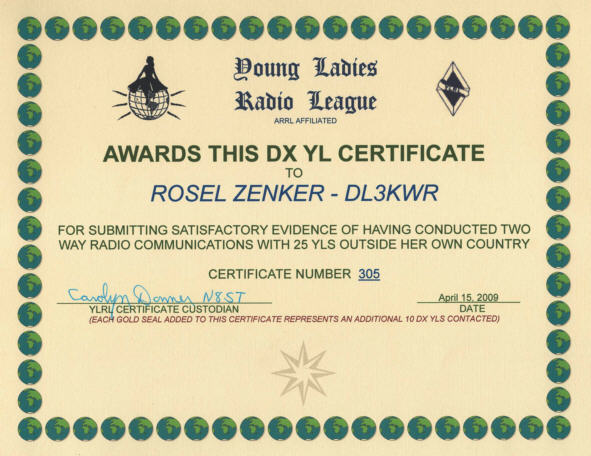 Young Ladies
Radio League
ARRL AFFILIATED
YLRL
AWARDS THIS DX YL CERTIFICATE
TO
ROSEL ZENKER - DL3KWR
FOR SUBMITTING SATISFACTORY EVIDENCE OF HAVING CONDUCTED TWO
WAY RADIO COMMUNICATIONS WITH 25 YLS OUTSIDE HER OWN COUNTRY
CERTIFICATE NUMBER 305
Carolyn Donner N8ST
April 15, 2009
YLRL CERTIFICATE CUSTODIAN
DATE
(EACH GOLD SEAL ADDED TO THIS CERTIFICATE REPRESENTS AN ADDITIONAL 10 DX YLS CONTACTED)